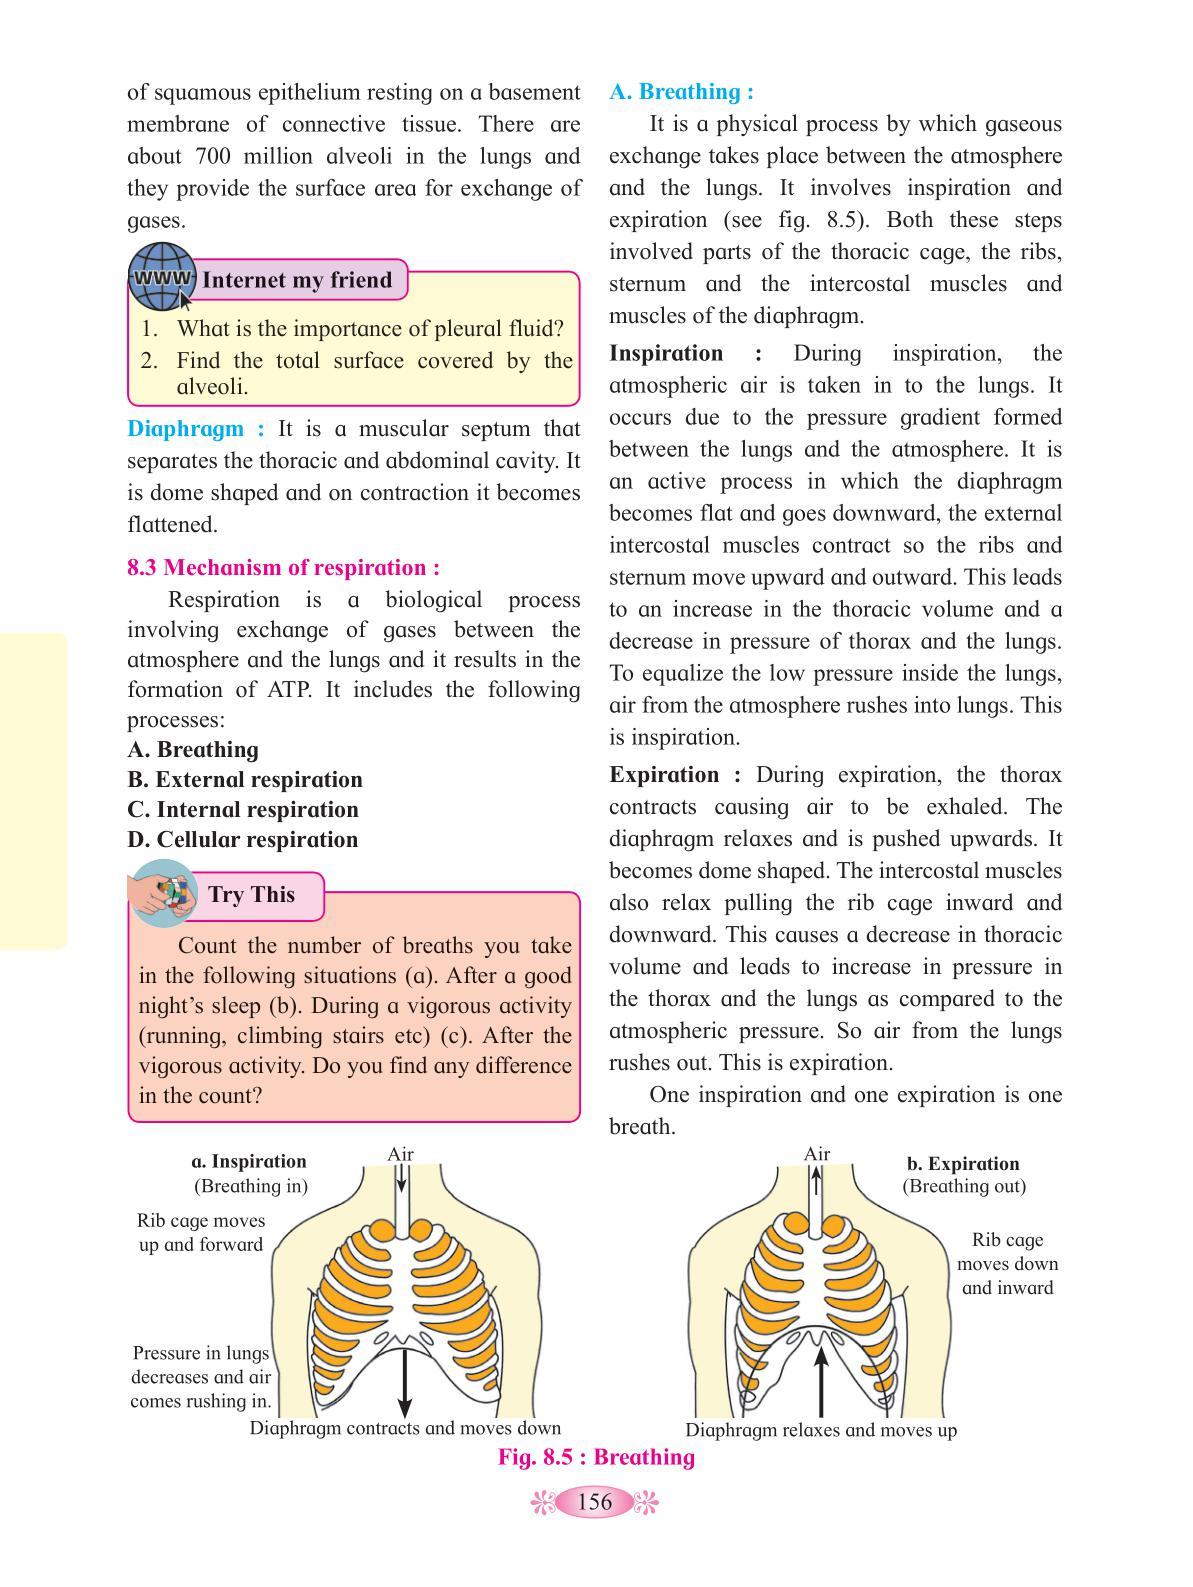 of squamous epithelium resting on a basement
membrane of connective tissue. There are
about 700 million alveoli in the lungs and
they provide the surface area for exchange of
gases.
WWW
Internet my friend
1. What is the importance of pleural fluid?
2. Find the total surface covered by the
alveoli.
Diaphragm : It is a muscular septum that
separates the thoracic and abdominal cavity. It
is dome shaped and on contraction it becomes
flattened.
8.3 Mechanism of respiration :
Respiration is a biological process
involving exchange of gases between the
atmosphere and the lungs and it results in the
formation of ATP. It includes the following
processes:
A. Breathing
B. External respiration
C. Internal respiration
D. Cellular respiration
Try This
Count the number of breaths you take
in the following situations (a). After a good
night’s sleep (b). During a vigorous activity
(running, climbing stairs etc) (c). After the
vigorous activity. Do you find any difference
in the count?
A. Breathing :
It is a physical process by which gaseous
exchange takes place between the atmosphere
and the lungs. It involves inspiration and
expiration (see fig. 8.5). Both these steps
involved parts of the thoracic cage, the ribs,
sternum and the intercostal muscles and
muscles of the diaphragm.
Inspiration : During inspiration, the
atmospheric air is taken in to the lungs. It
occurs due to the pressure gradient formed
between the lungs and the atmosphere. It is
an active process in which the diaphragm
becomes flat and goes downward, the external
intercostal muscles contract so the ribs and
sternum move upward and outward. This leads
to an increase in the thoracic volume and a
decrease in pressure of thorax and the lungs.
To equalize the low pressure inside the lungs,
air from the atmosphere rushes into lungs. This
is inspiration.
Expiration : During expiration, the thorax
contracts causing air to be exhaled. The
diaphragm relaxes and is pushed upwards. It
becomes dome shaped. The intercostal muscles
also relax pulling the rib cage inward and
downward. This causes a decrease in thoracic
volume and leads to increase in pressure in
the thorax and the lungs as compared to the
atmospheric pressure. So air from the lungs
rushes out. This is expiration.
One inspiration and one expiration is one
breath.
a. Inspiration
(Breathing in)
Air
Rib cage moves
up and forward
Pressure in lungs
decreases and air
comes rushing in.
Diaphragm contracts and moves down
Air
b. Expiration
(Breathing out)
Rib cage
moves down
and inward
Diaphragm relaxes and moves up
Fig. 8.5 : Breathing
156